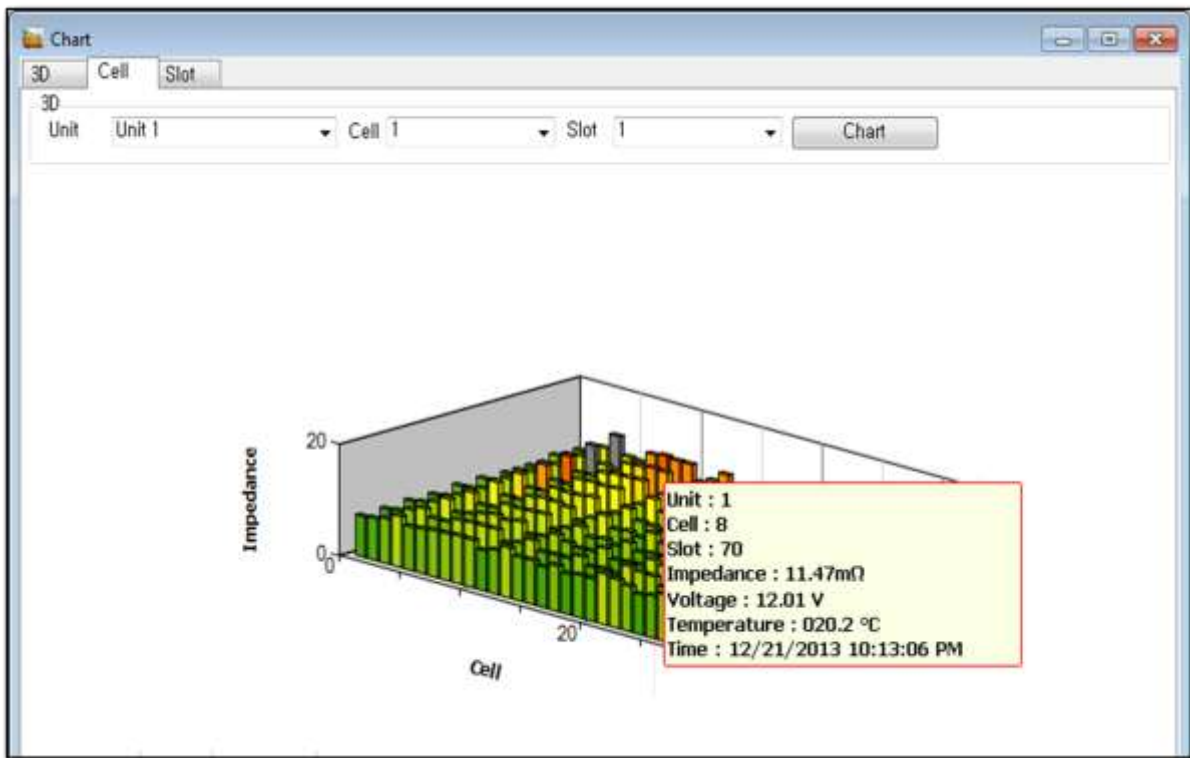 Chart
3D Cell Slot
3D
Unit Unit 1 Cell 1 Slot 1 Chart
20
Impedance
0
0
20
Cell
Unit : 1
Cell : 8
Slot : 70
Impedance : 11.47mΩ
Voltage : 12.01 V
Temperature : 020.2 °C
Time : 12/21/2013 10:13:06 PM